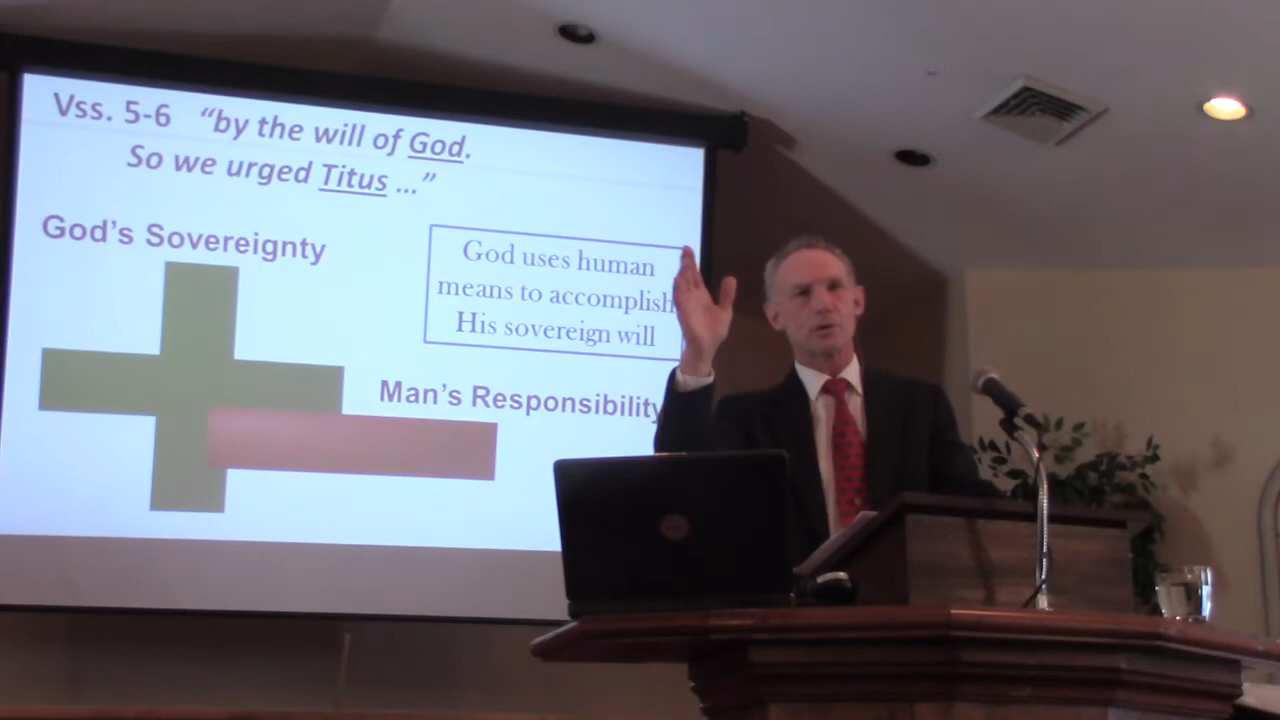 Vss. 5-6 “by the will of God.
So we urged Titus ...”
God’s Sovereignty
God uses human
means to accomplish
His sovereign will
Man’s Responsibility